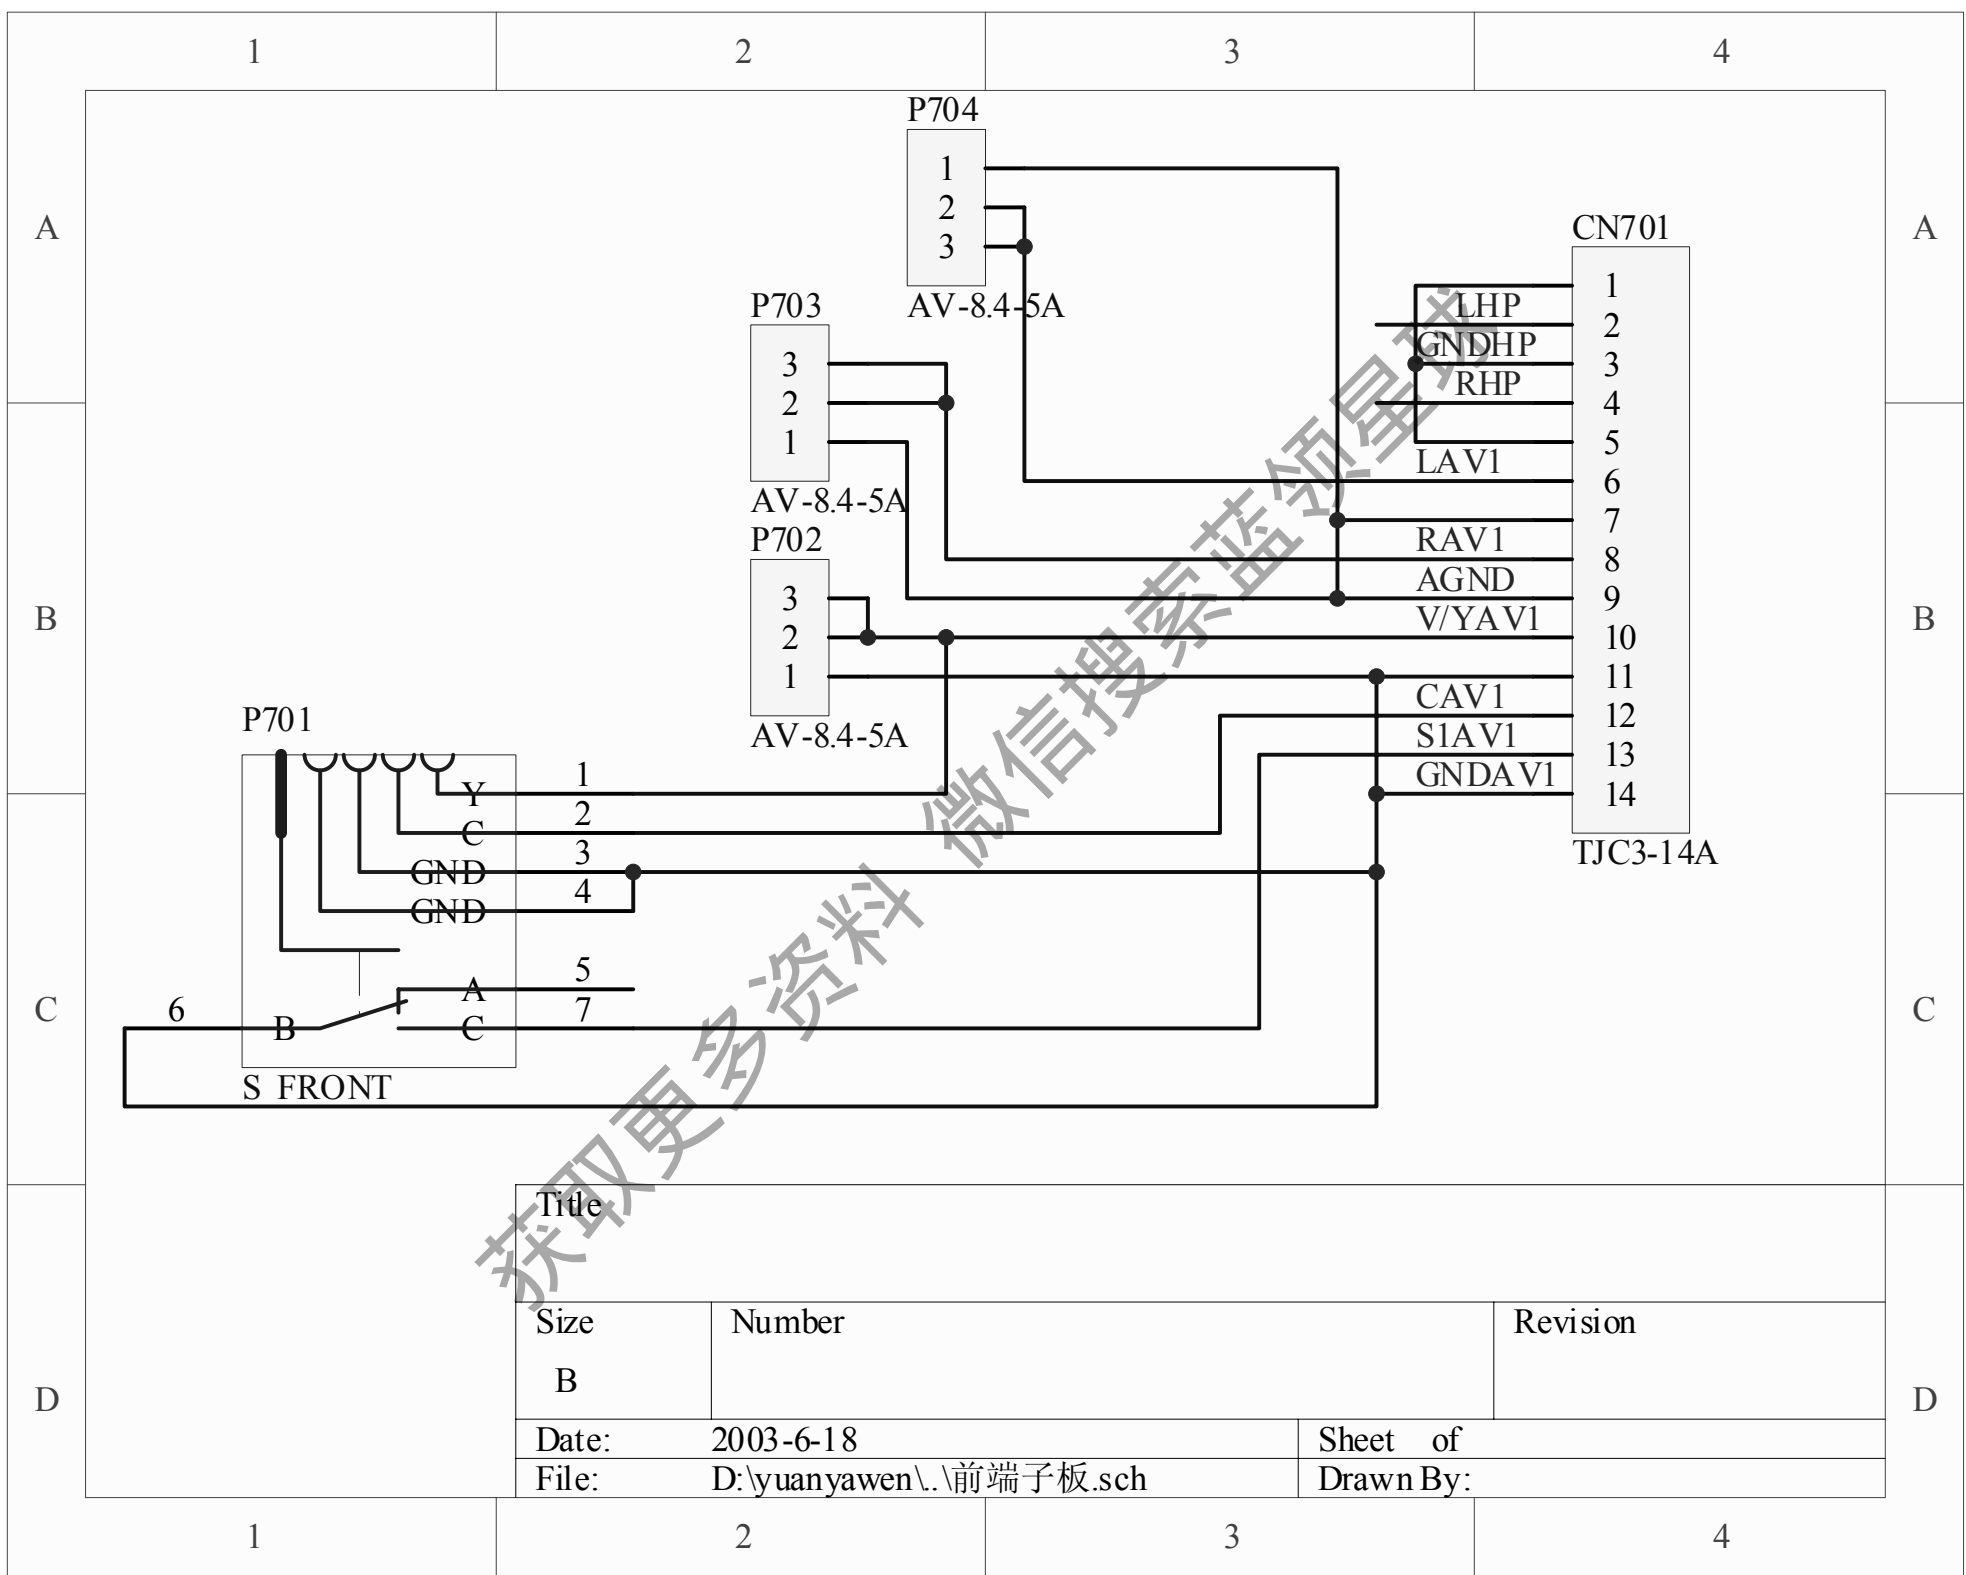 1 2 3 4
P704
1
2
3
AV-8.4-5A
A A
CN701
1
LHP
2
GNDHP
3
RHP
4
5
LAV1
6
7
RAV1
8
AGND
9
V/YAV1
10
11
CAV1
12
S1AV1
13
GNDAV1
14
TJC3-14A
P703
3
2
1
AV-8.4-5A
P702
3
2
1
AV-8.4-5A
B B
P701
Y 1
C 2
GND 3
GND 4
A 5
6 B C 7
S FRONT
C C
获取更多资料 微信搜索蓝领星球
Title
Size Number Revision
B
D D
Date: 2003-6-18 Sheet of
File: D:\yuanyawen\..\前端子板.sch Drawn By:
1 2 3 4